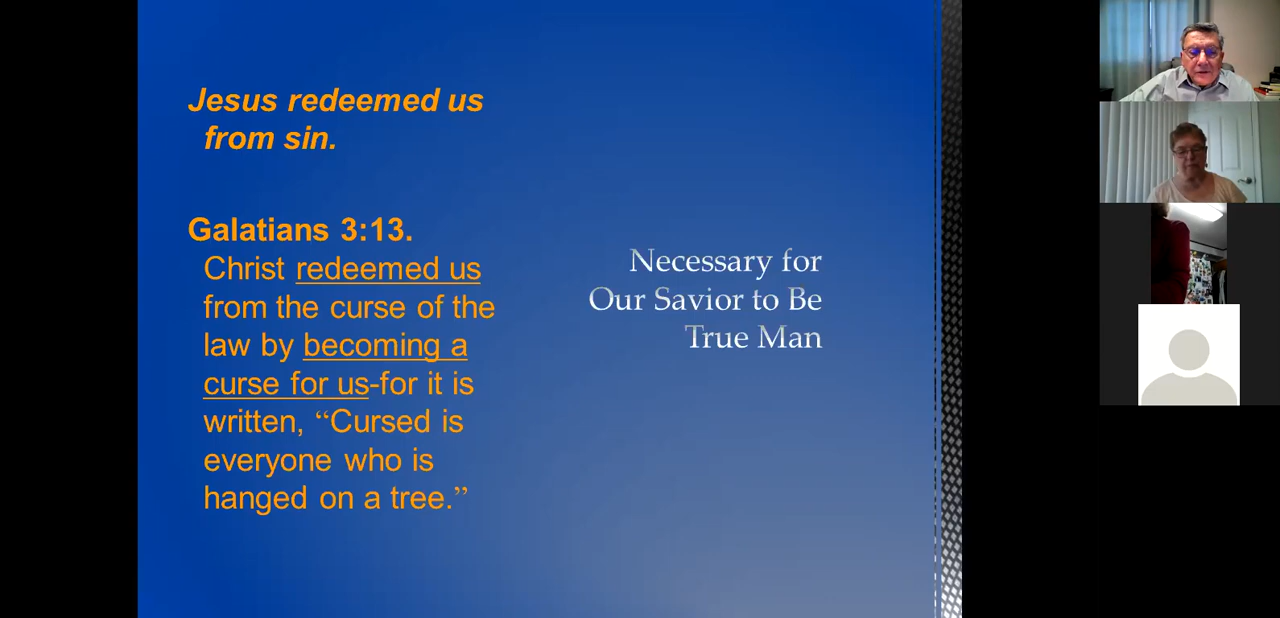 Jesus redeemed us
from sin.
Galatians 3:13.
Christ redeemed us
from the curse of the
law by becoming a
curse for us-for it is
written, “Cursed is
everyone who is
hanged on a tree.”
Necessary for
Our Savior to Be
True Man